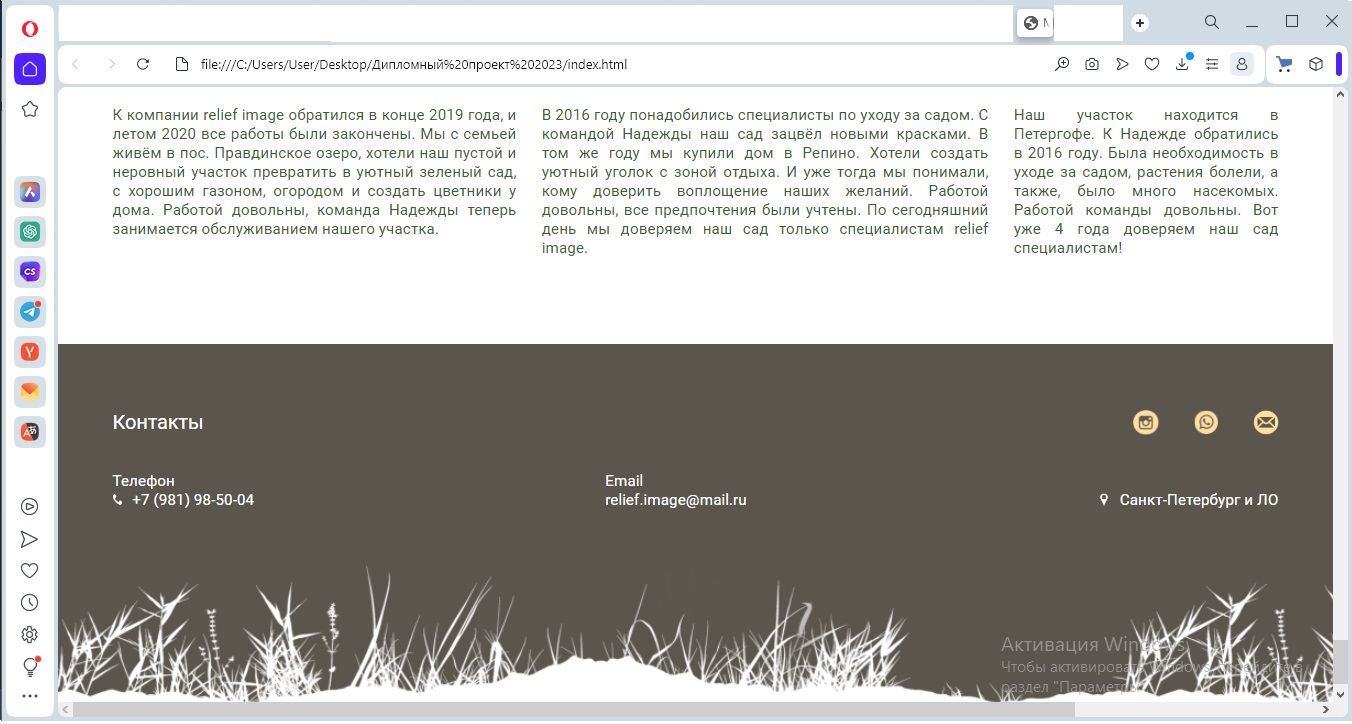 file:///C:/Users/User/Desktop/Дипломный%20проект%202023/index.html
К компании relief image обратился в конце 2019 года, и
летом 2020 все работы были закончены. Мы с семьей
живём в пос. Правдинское озеро, хотели наш пустой и
неровный участок превратить в уютный зеленый сад,
с хорошим газоном, огородом и создать цветники у
дома. Работой довольны, команда Надежды теперь
занимается обслуживанием нашего участка.
В 2016 году понадобились специалисты по уходу за садом. С
командой Надежды наш сад зацвёл новыми красками. В
том же году мы купили дом в Репино. Хотели создать
уютный уголок с зоной отдыха. И уже тогда мы понимали,
кому доверить воплощение наших желаний. Работой
довольны, все предпочтения были учтены. По сегодняшний
день мы доверяем наш сад только специалистам relief
image.
Наш участок находится в
Петергофе. К Надежде обратились
в 2016 году. Была необходимость в
уходе за садом, растения болели, а
также, было много насекомых.
Работой команды довольны. Вот
уже 4 года доверяем наш сад
специалистам!
Контакты
Телефон
+7 (981) 98-50-04
Email
relief.image@mail.ru
Санкт-Петербург и ЛО
Активация Windows
Чтобы активировать Windows
раздел "Параметры